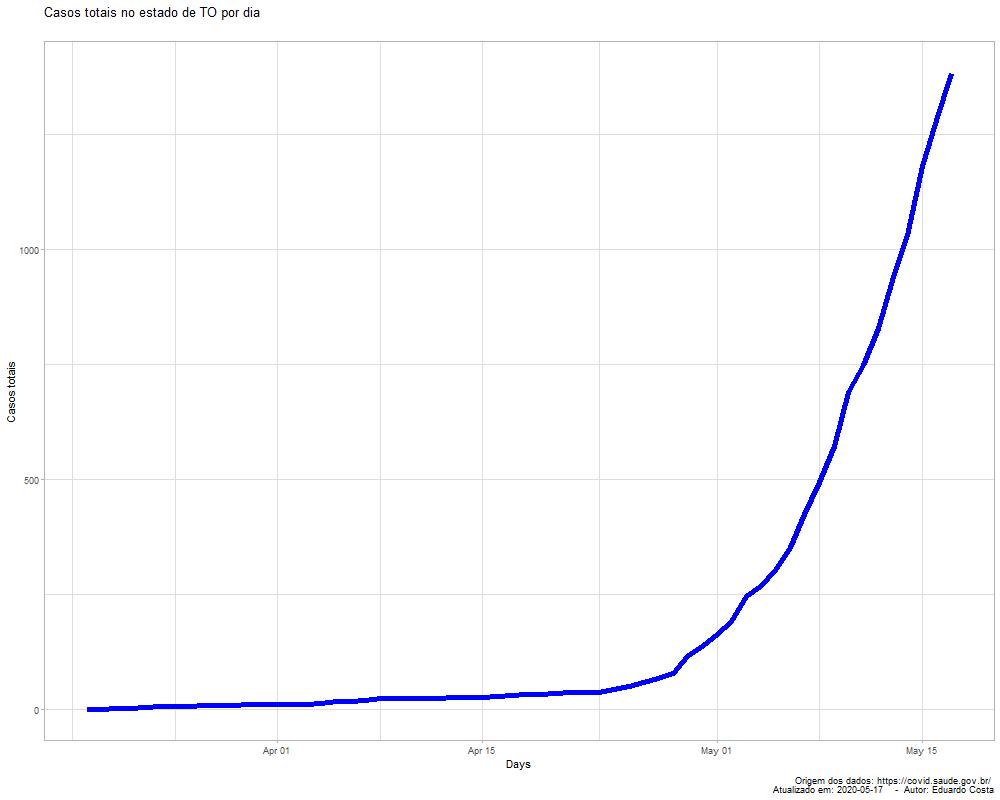 Casos totais no estado de TO por dia
Casos totais
1000
500
0
Apr 01
Apr 15
May 01
May 15
Days
Origem dos dados: https://covid.saude.gov.br/
Atualizado em: 2020-05-17 - Autor: Eduardo Costa